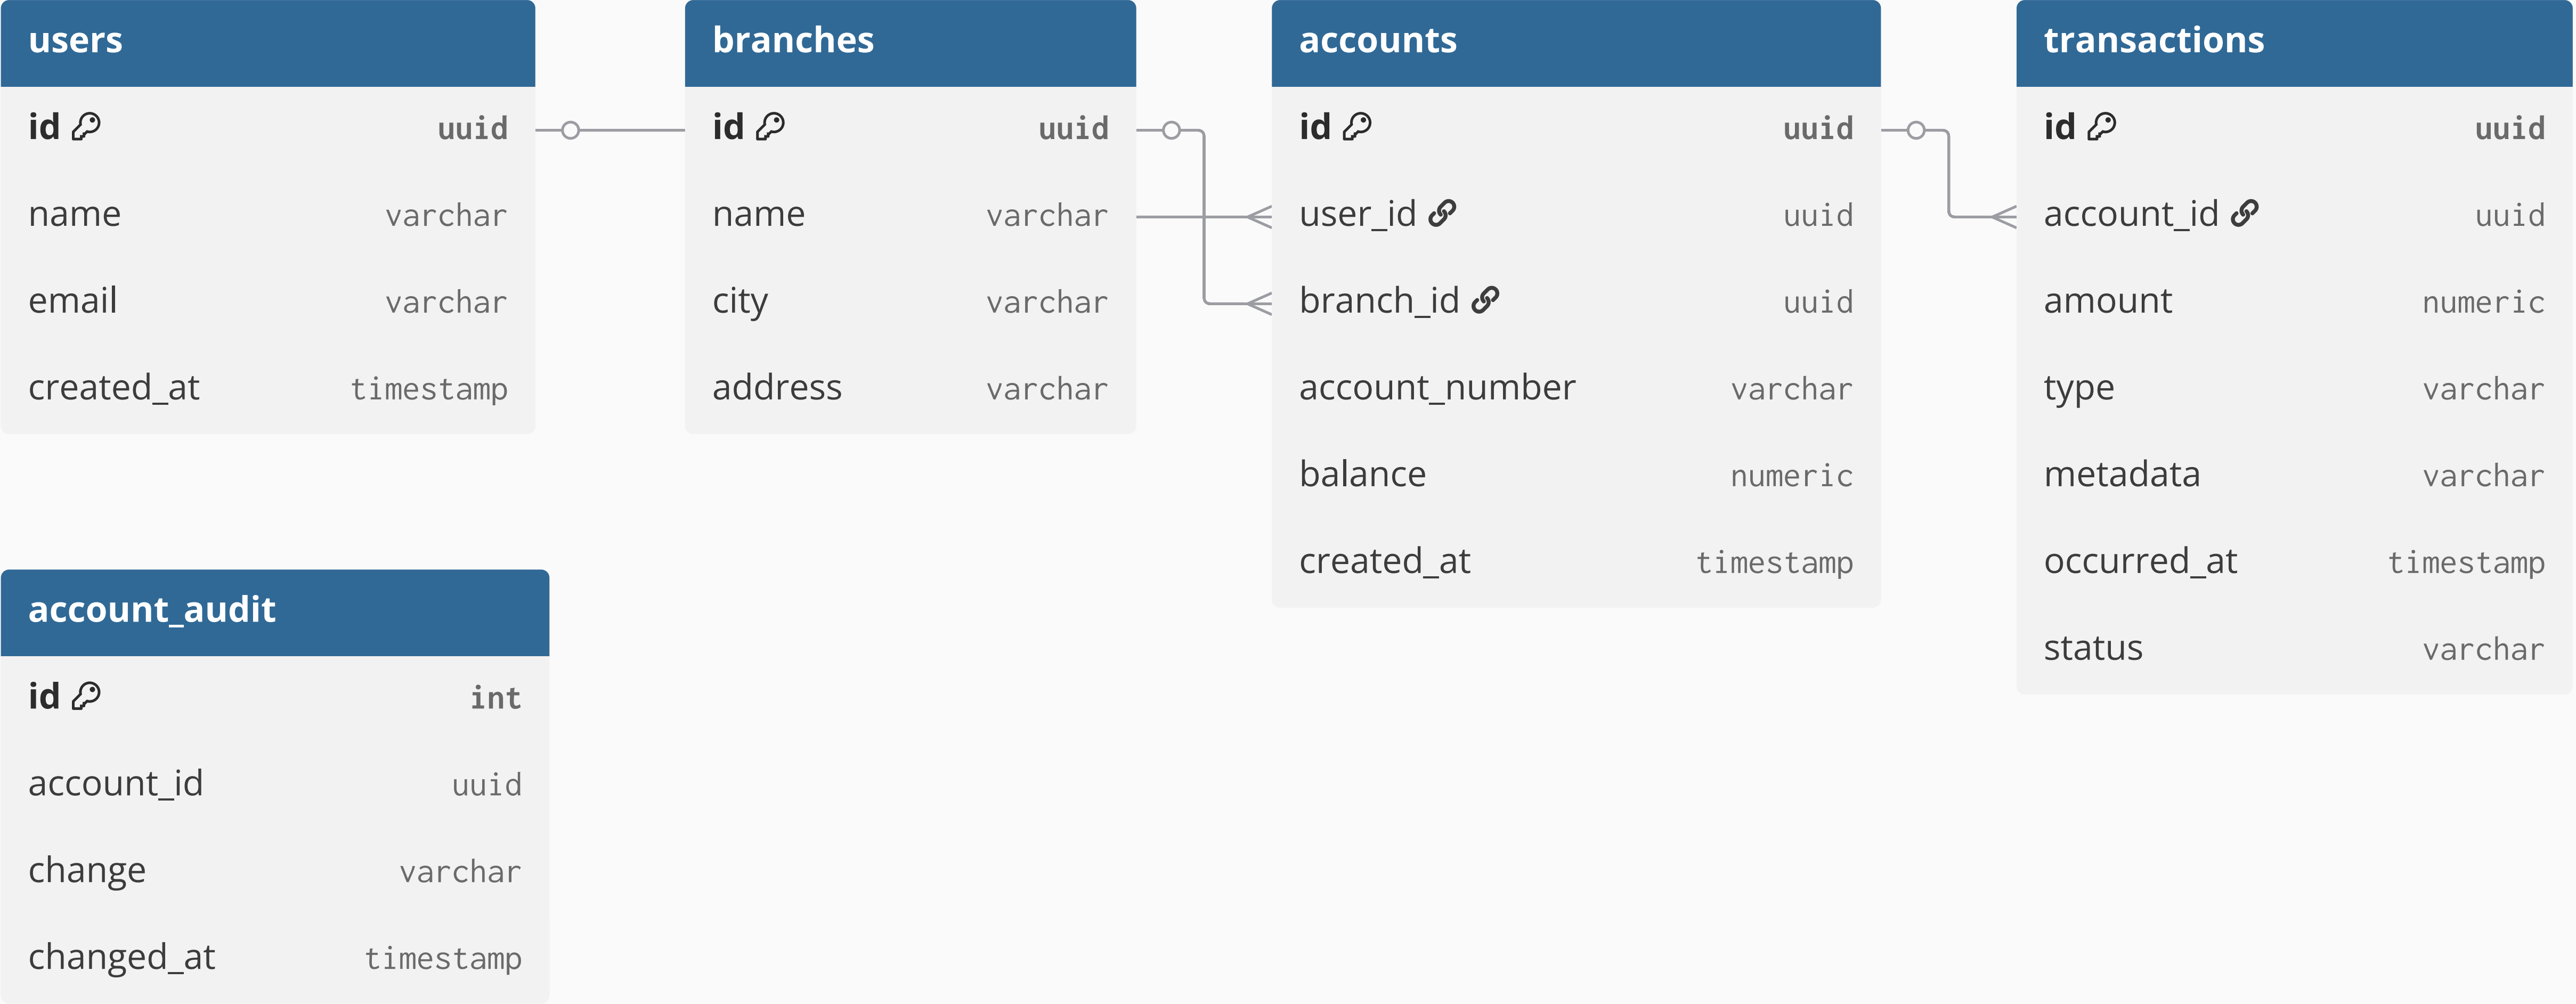 users
id uuid
name varchar
email varchar
created_at timestamp
branches
id uuid
name varchar
city varchar
address varchar
accounts
id uuid
user_id uuid
branch_id uuid
account_number varchar
balance numeric
created_at timestamp
transactions
id uuid
account_id uuid
amount numeric
type varchar
metadata varchar
occurred_at timestamp
status varchar
account_audit
id int
account_id uuid
change varchar
changed_at timestamp